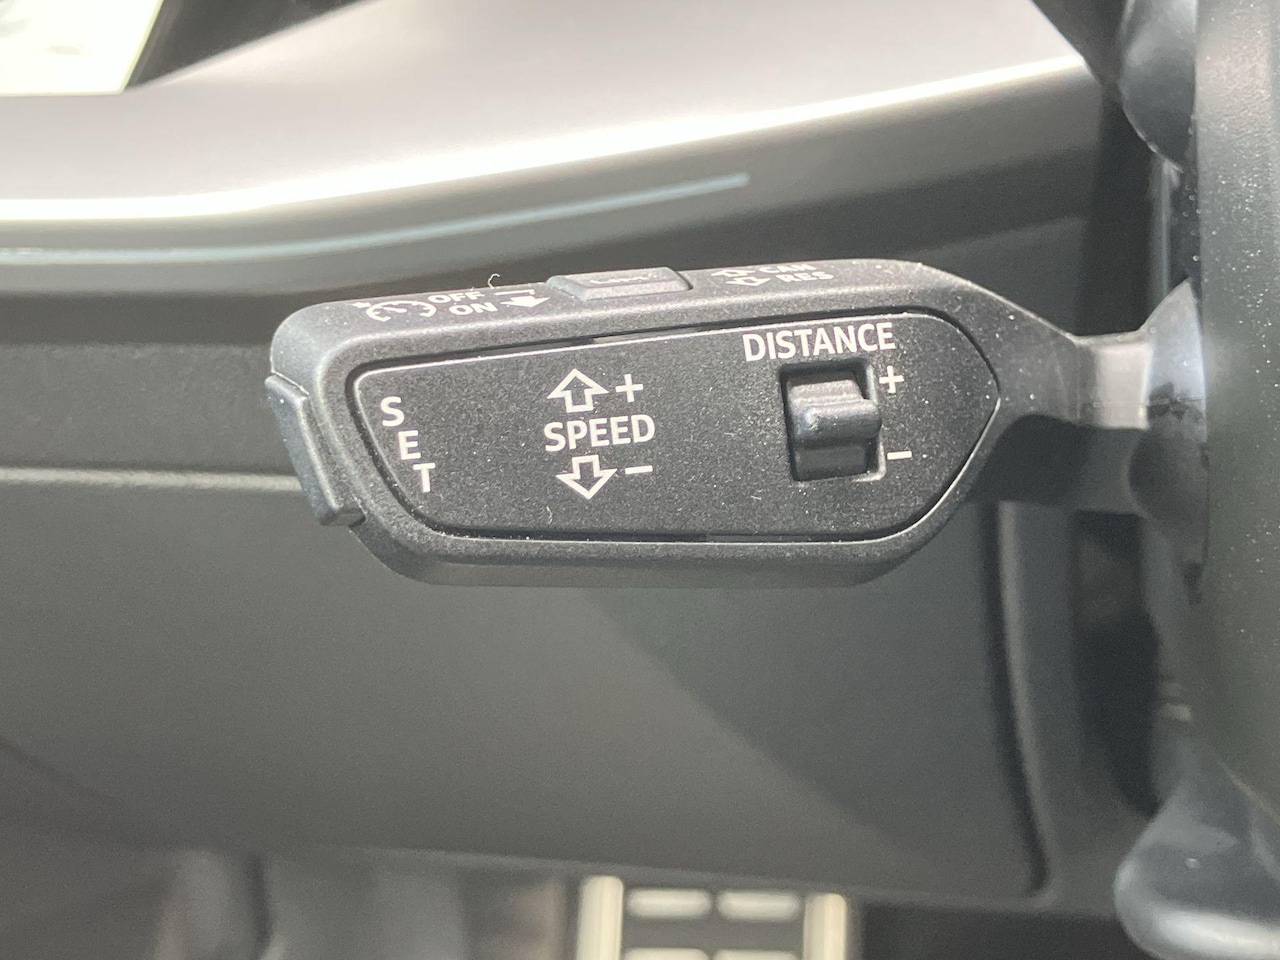 OFF
ON
CAN
RES
DISTANCE
+
-
S
E
T
+
SPEED
-